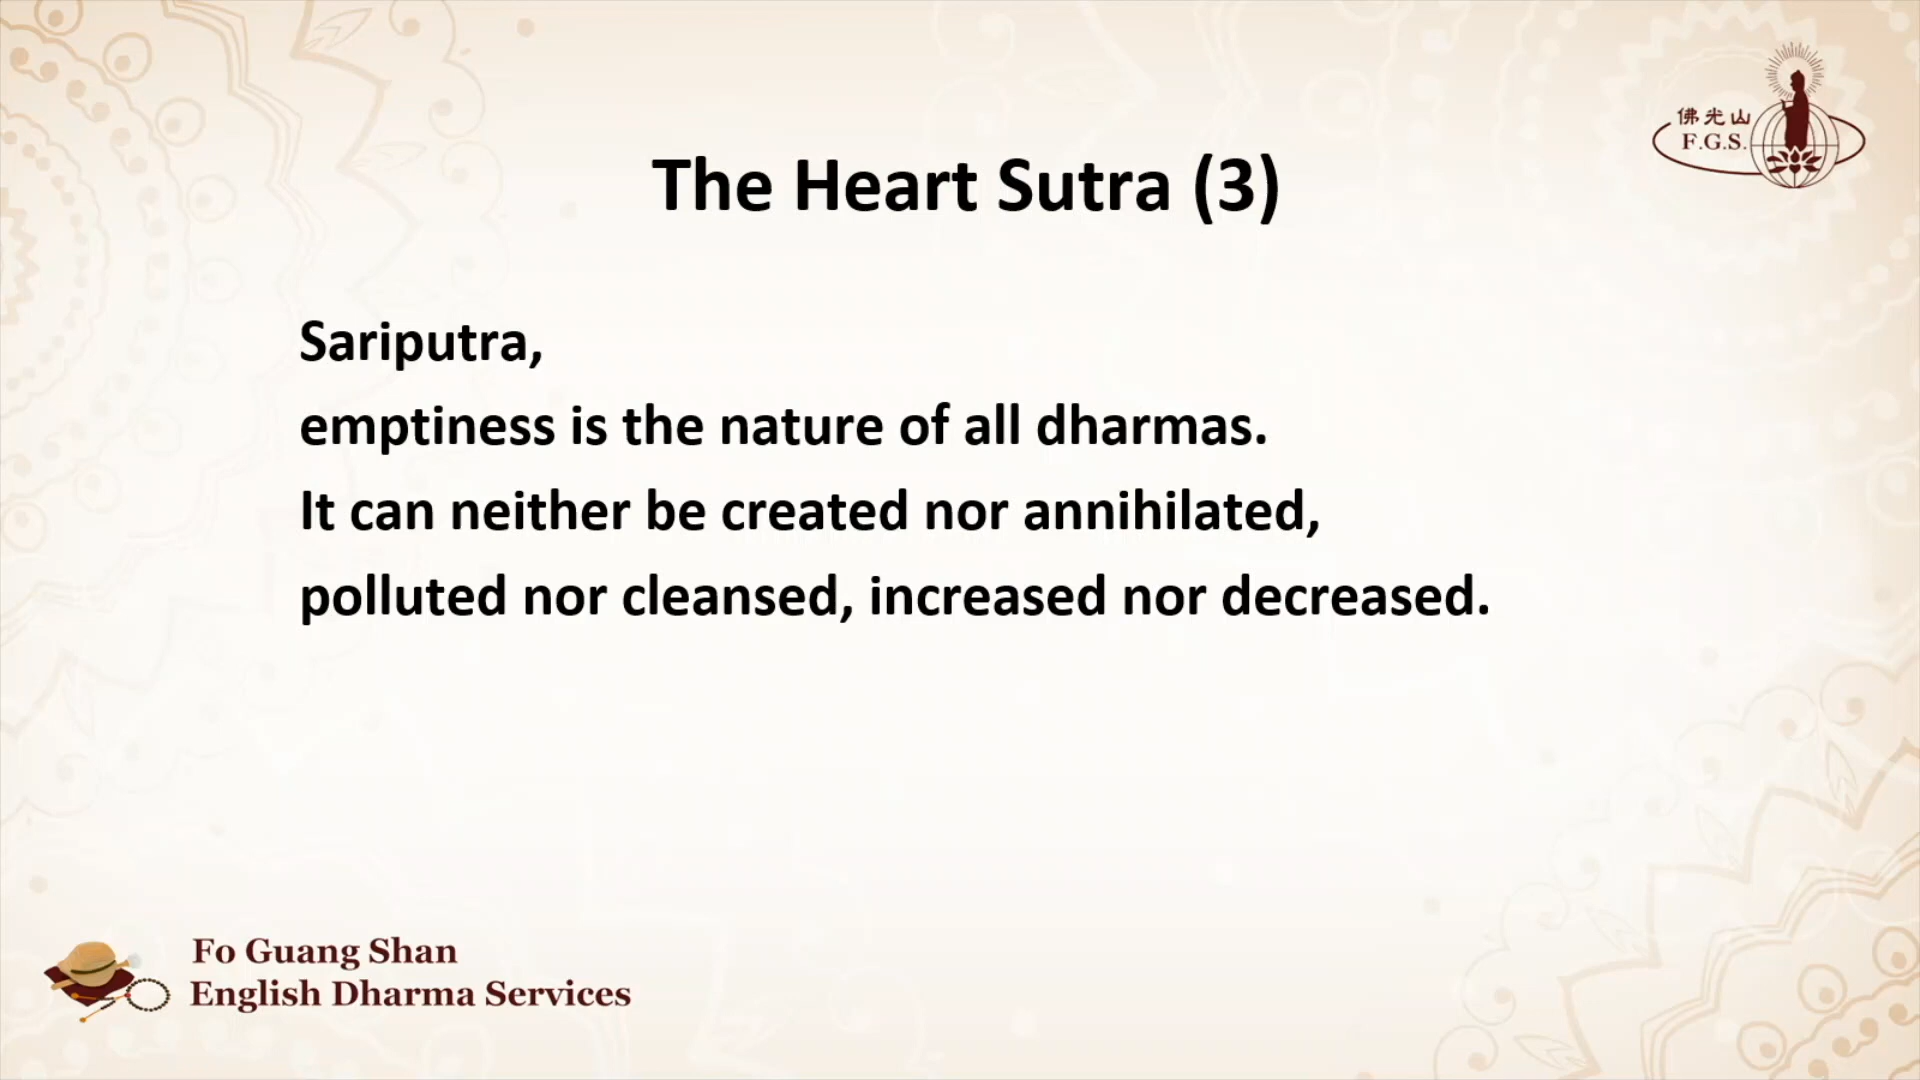 佛光山
F.G.S.
The Heart Sutra (3)
Sariputra,
emptiness is the nature of all dharmas.
It can neither be created nor annihilated,
polluted nor cleansed, increased nor decreased.
Fo Guang Shan
English Dharma Services